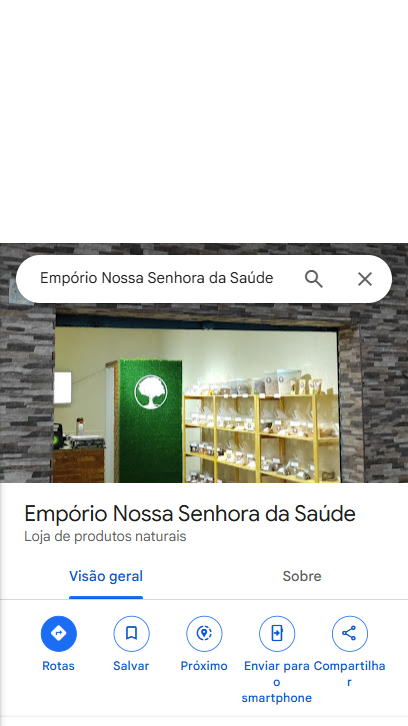 Empório Nossa Senhora da Saúde
Empório Nossa Senhora da Saúde
Loja de produtos naturais
Visão geral
Sobre
Rotas
Salvar
Próximo
Enviar para
o
smartphone
Compartilha
r